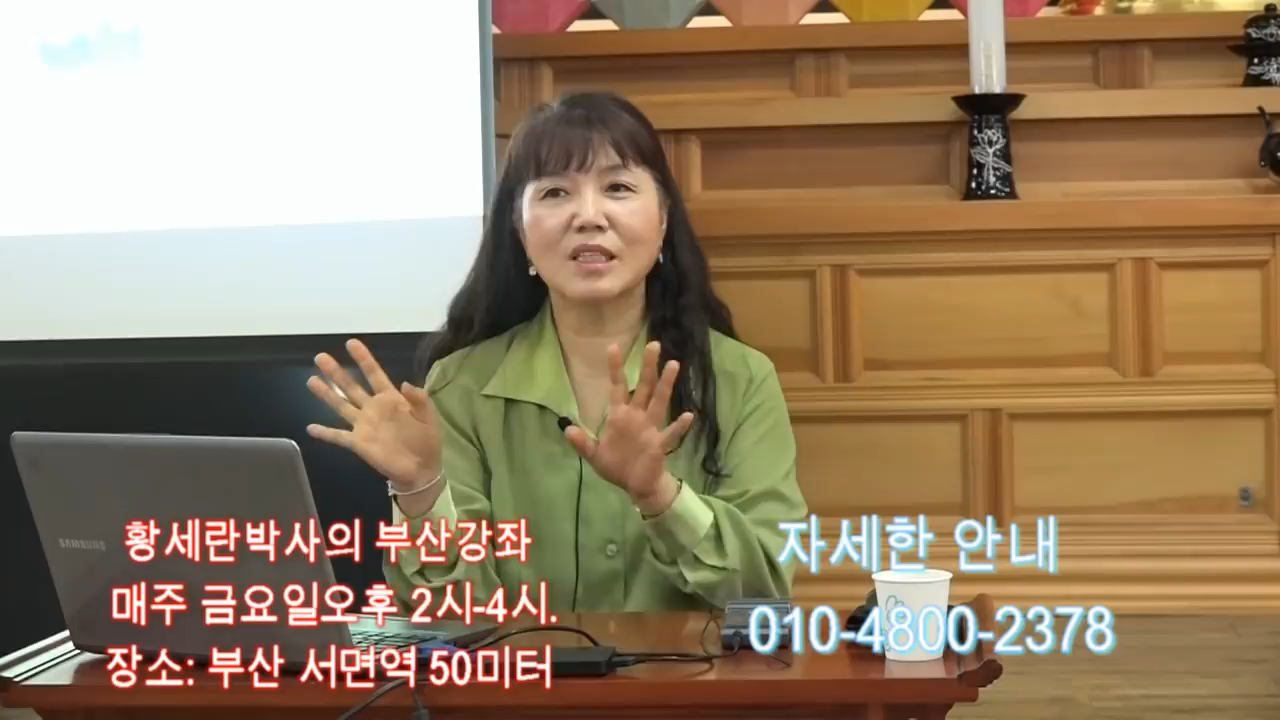 황세란박사의 부산강좌
매주 금요일오후 2시-4시.
장소: 부산 서면역 50미터
자세한 안내
010-4800-2378
SAMSUNG